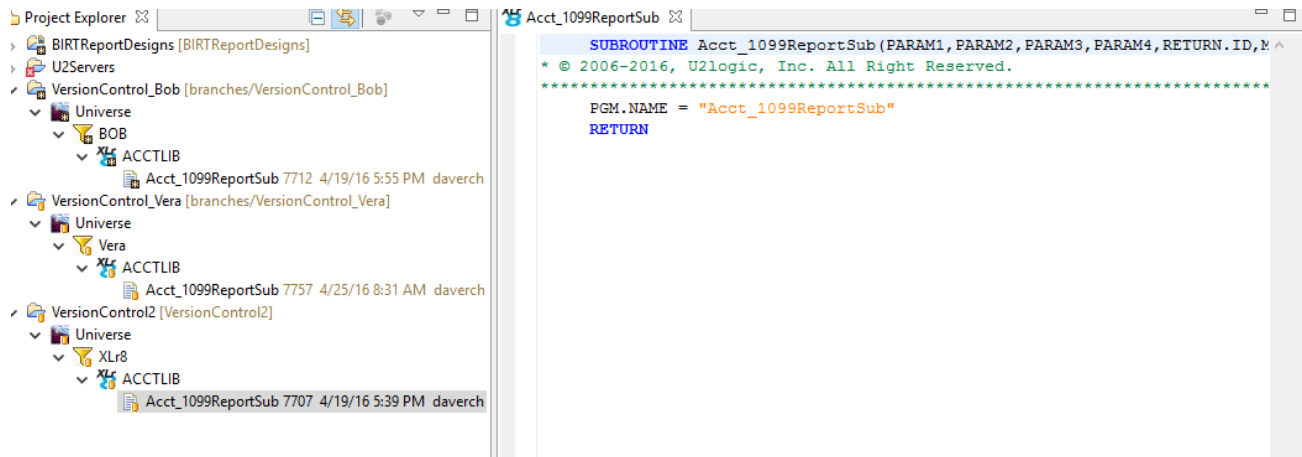 Project Explorer
BIRTReportDesigns [BIRTReportDesigns]
U2Servers
VersionControl_Bob [branches/VersionControl_Bob]
Universe
BOB
XLr ACCTLIB
Acct_1099ReportSub 7712 4/19/16 5:55 PM daverch
VersionControl_Vera [branches/VersionControl_Vera]
Universe
Vera
XLr ACCTLIB
Acct_1099ReportSub 7757 4/25/16 8:31 AM daverch
VersionControl2 [VersionControl2]
Universe
XLr8
XLr ACCTLIB
Acct_1099ReportSub 7707 4/19/16 5:39 PM daverch
Acct_1099ReportSub
SUBROUTINE Acct_1099ReportSub(PARAM1,PARAM2,PARAM3,PARAM4,RETURN.ID,M
* © 2006-2016, U2logic, Inc. All Right Reserved.
**************************************************************************
PGM.NAME = "Acct_1099ReportSub"
RETURN